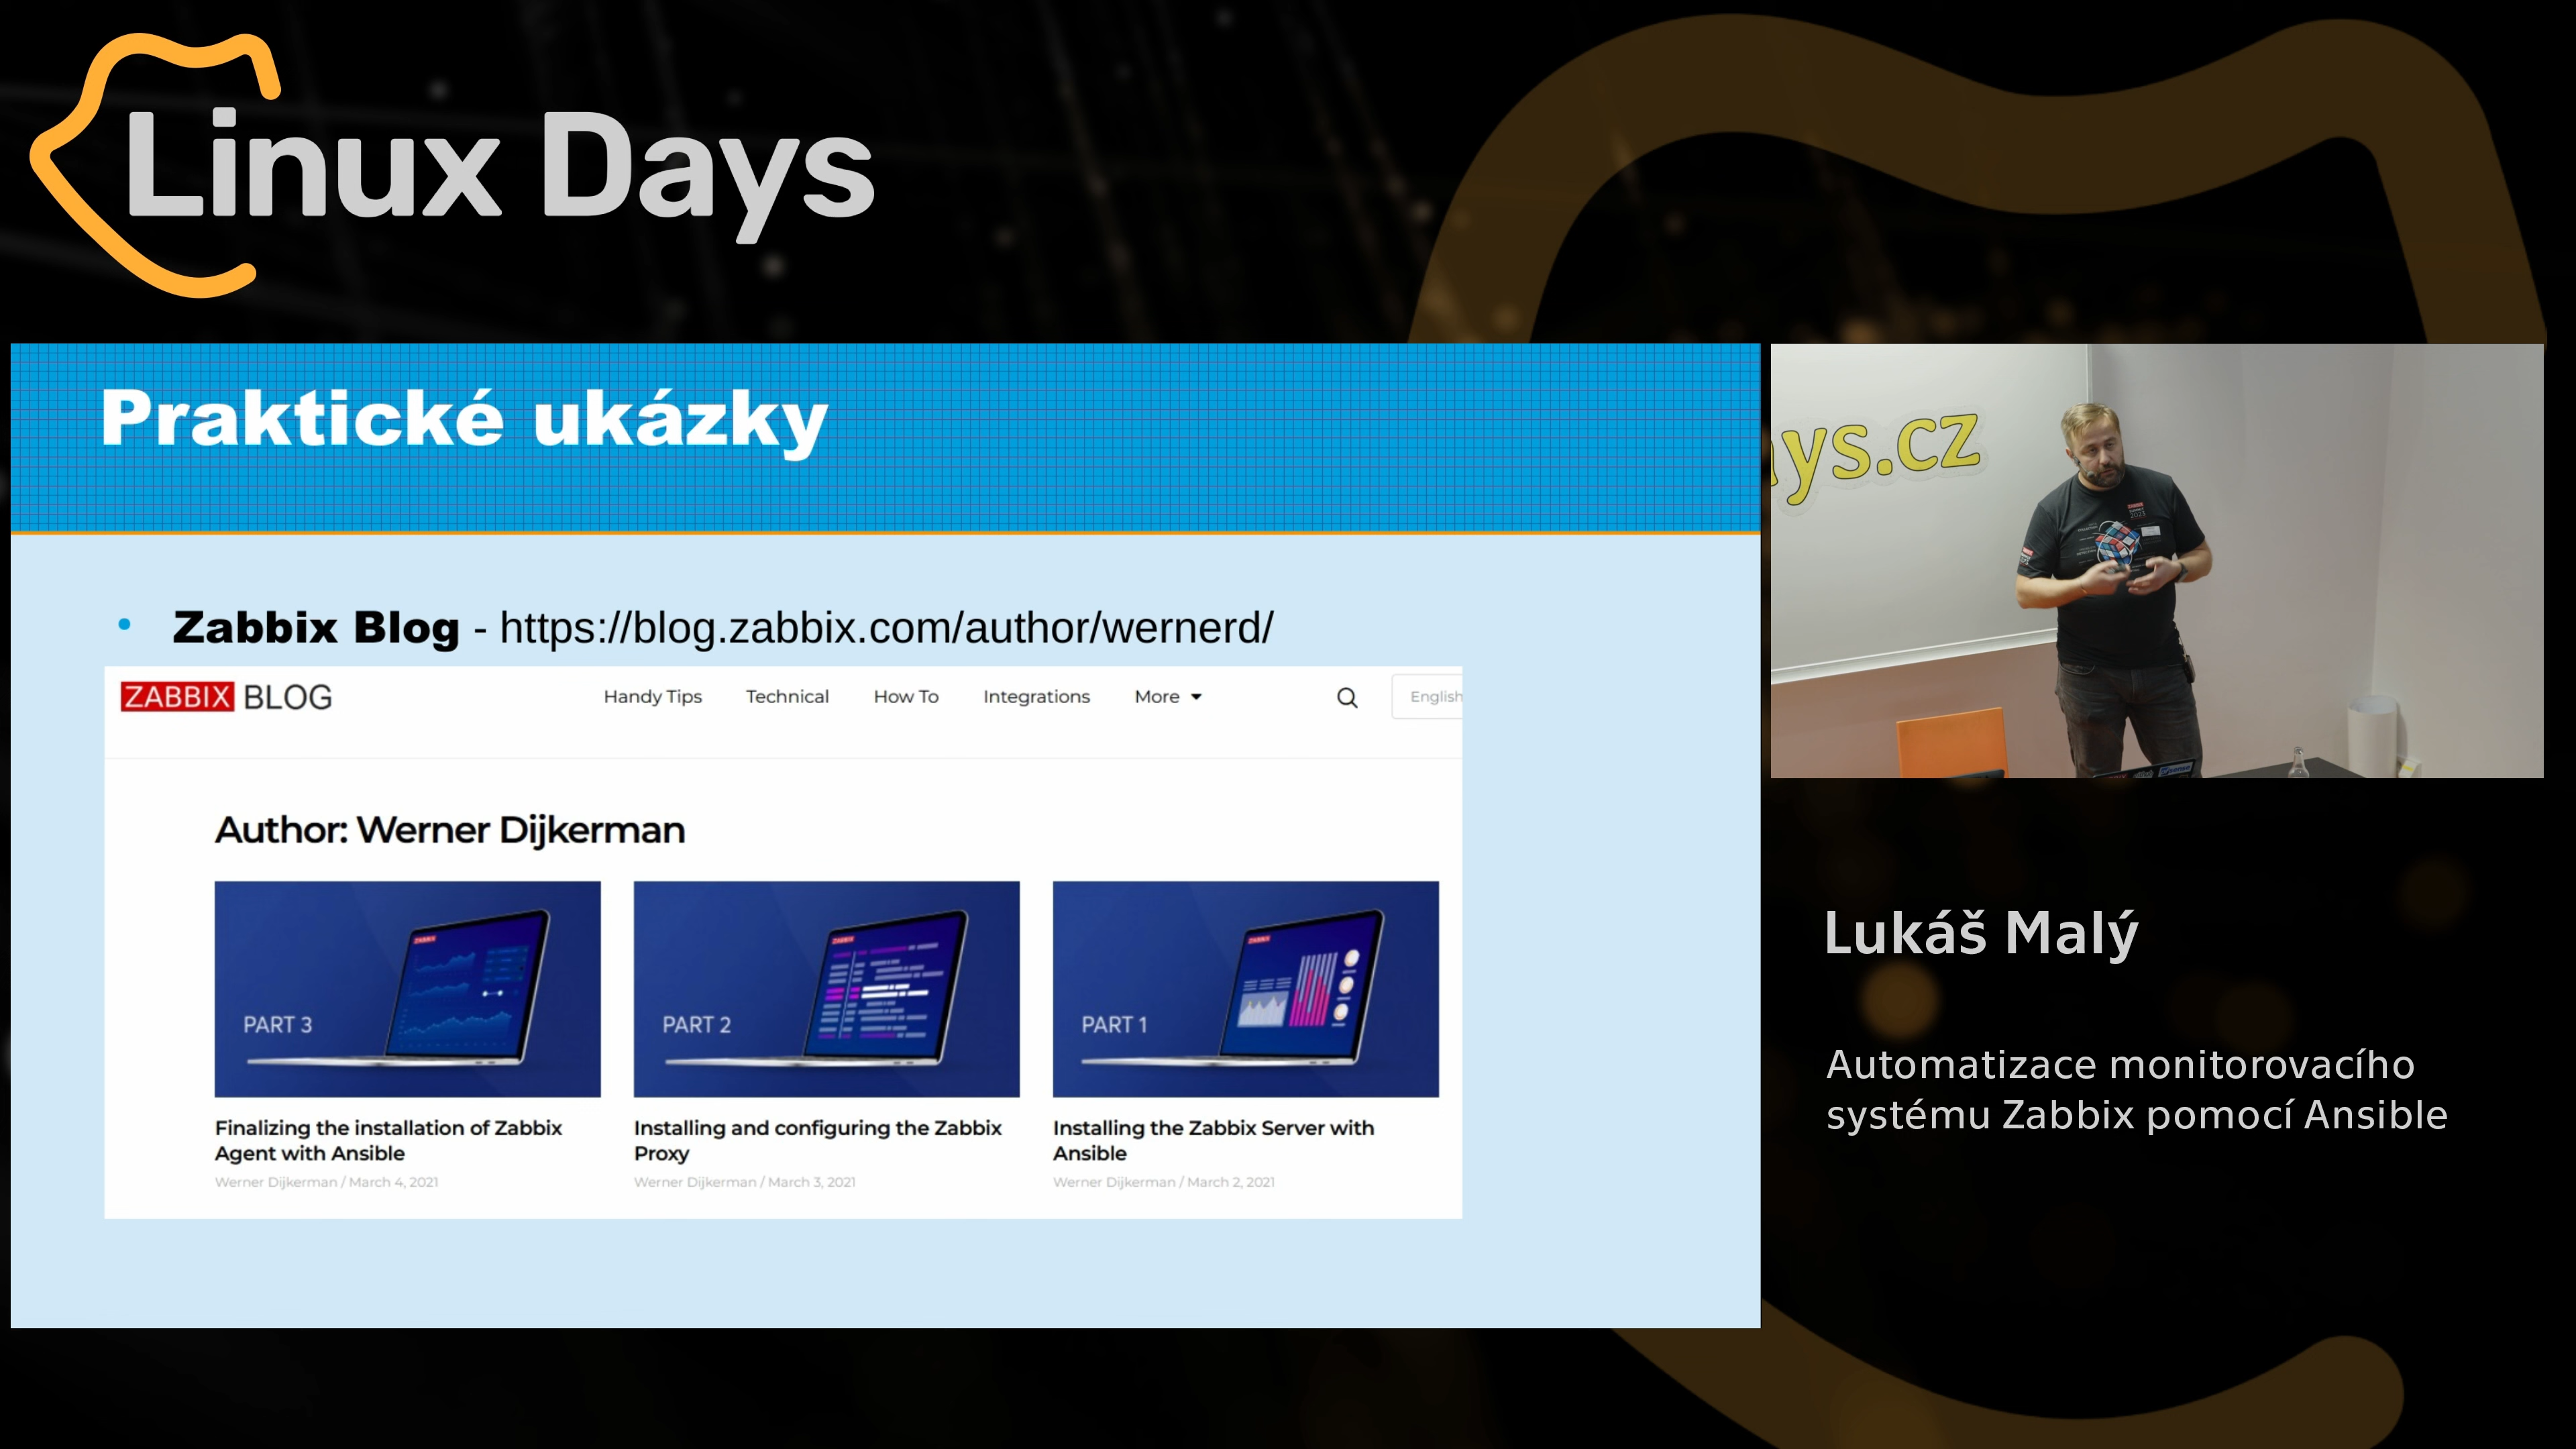 Linux Days
Praktické ukázky
• Zabbix Blog - https://blog.zabbix.com/author/wernerd/
ZABBIX BLOG
Handy Tips Technical How To Integrations More English
Author: Werner Dijkerman
PART 3
PART 2
PART 1
Finalizing the installation of Zabbix
Agent with Ansible
Werner Dijkerman / March 4, 2021
Installing and configuring the Zabbix
Proxy
Werner Dijkerman / March 3, 2021
Installing the Zabbix Server with
Ansible
Werner Dijkerman / March 2, 2021
ys.cz
Lukáš Malý
Automatizace monitorovacího
systému Zabbix pomocí Ansible